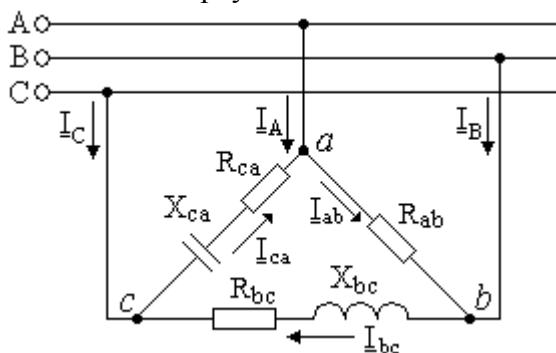 A
B
C
I_C
I_A
I_B
a
R_ca
X_ca
I_ca
I_ab
R_ab
c
R_bc
X_bc
b
I_bc